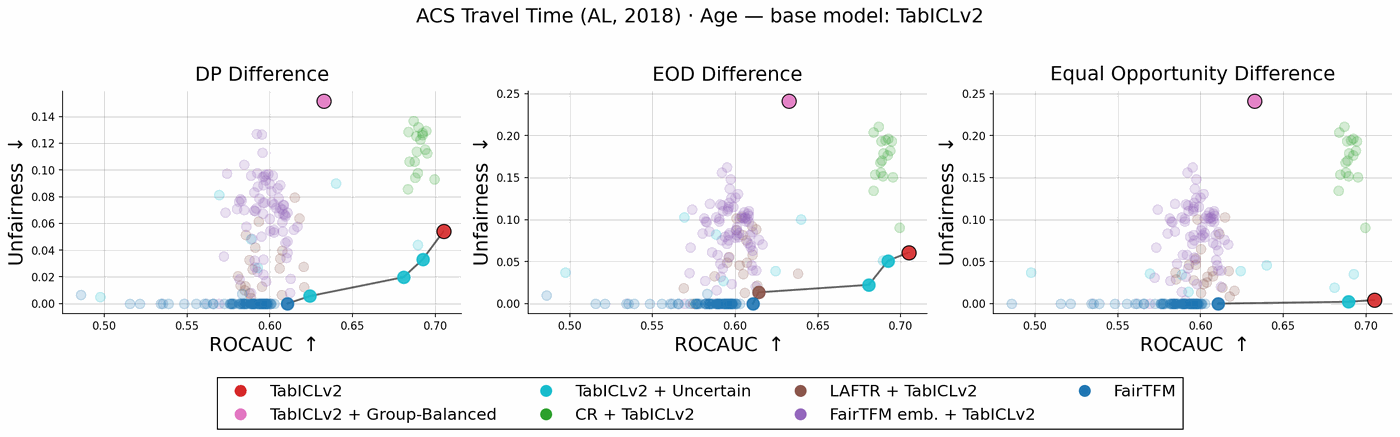 ACS Travel Time (AL, 2018) · Age — base model: TabICLv2
DP Difference
EOD Difference
Equal Opportunity Difference
Unfairness ↓
0.14
0.12
0.10
0.08
0.06
0.04
0.02
0.00
0.50 0.55 0.60 0.65 0.70
ROCAUC ↑
Unfairness ↓
0.25
0.20
0.15
0.10
0.05
0.00
0.50 0.55 0.60 0.65 0.70
ROCAUC ↑
Unfairness ↓
0.25
0.20
0.15
0.10
0.05
0.00
0.50 0.55 0.60 0.65 0.70
ROCAUC ↑
TabICLv2 TabICLv2 + Uncertain LAFTR + TabICLv2 FairTFM
TabICLv2 + Group-Balanced CR + TabICLv2 FairTFM emb. + TabICLv2